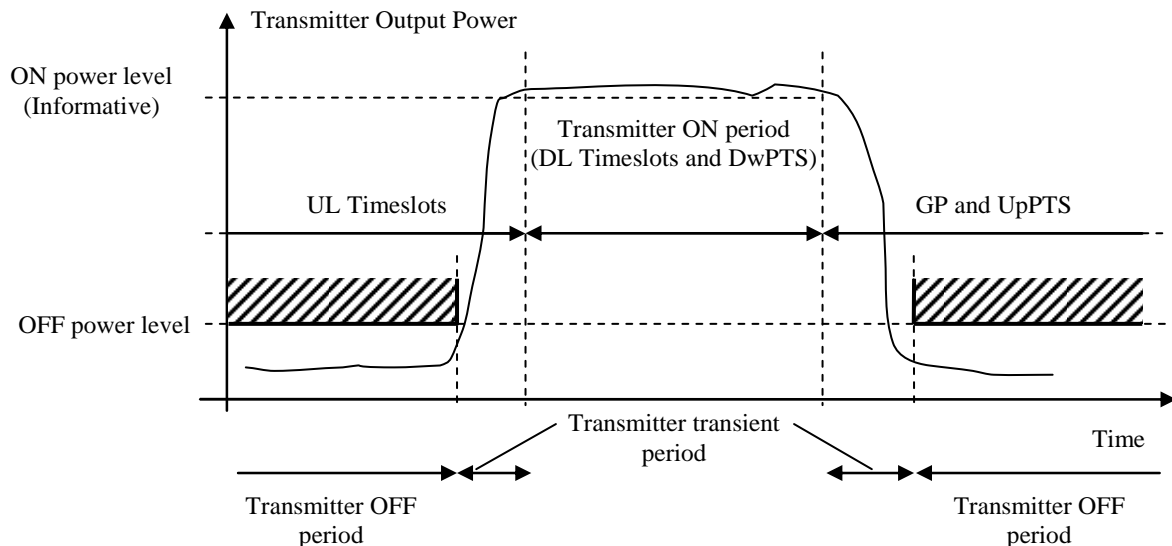 Transmitter Output Power
ON power level
(Informative)
Transmitter ON period
(DL Timeslots and DwPTS)
UL Timeslots
GP and UpPTS
OFF power level
Transmitter transient
period
Time
Transmitter OFF
period
Transmitter OFF
period